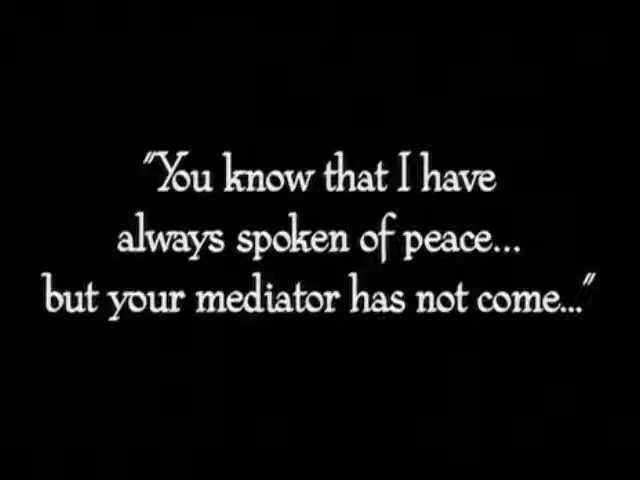 "You know that I have
always spoken of peace...
but your mediator has not come..."